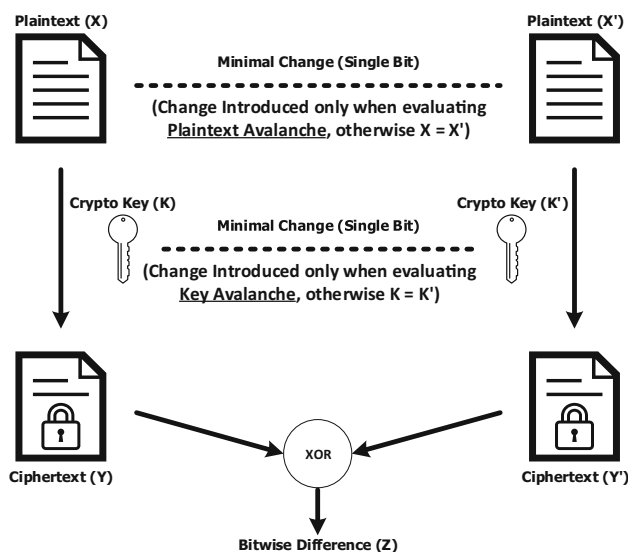 Plaintext (X)
Plaintext (X')
Minimal Change (Single Bit)
(Change Introduced only when evaluating
Plaintext Avalanche, otherwise X = X')
Crypto Key (K)
Crypto Key (K')
Minimal Change (Single Bit)
(Change Introduced only when evaluating
Key Avalanche, otherwise K = K')
XOR
Ciphertext (Y)
Ciphertext (Y')
Bitwise Difference (Z)